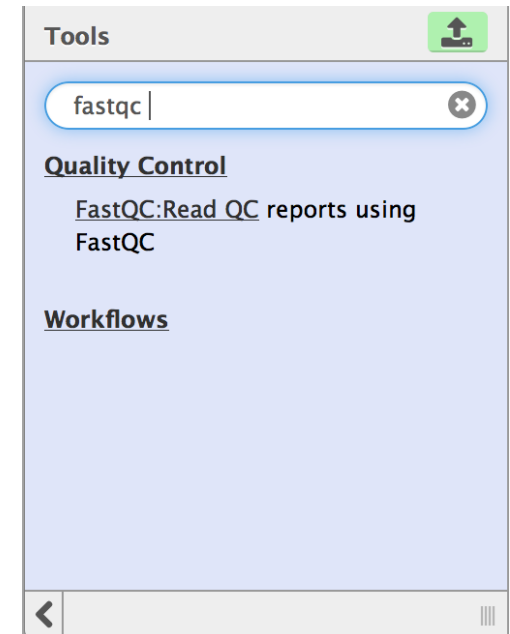 Tools
fastqc
Quality Control
FastQC:Read QC reports using
FastQC
Workflows